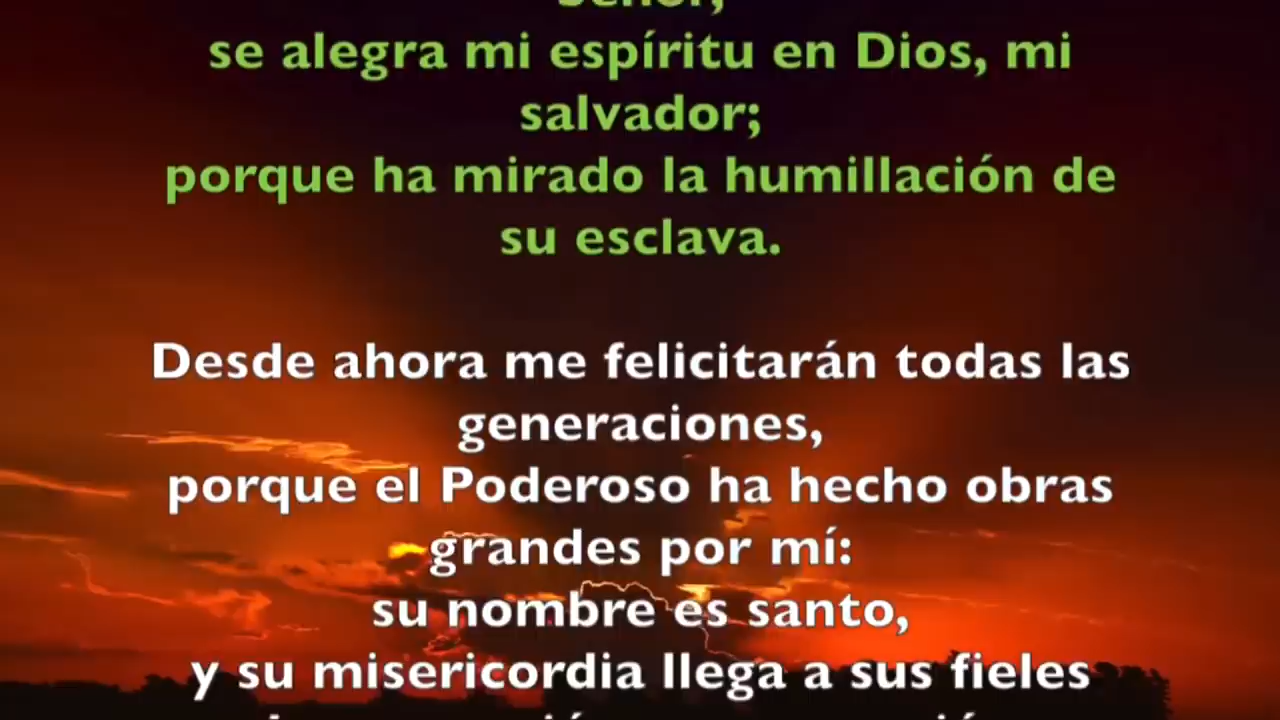 Señor,
se alegra mi espíritu en Dios, mi
salvador;
porque ha mirado la humillación de
su esclava.
Desde ahora me felicitarán todas las
generaciones,
porque el Poderoso ha hecho obras
grandes por mí:
su nombre es santo,
y su misericordia llega a sus fieles